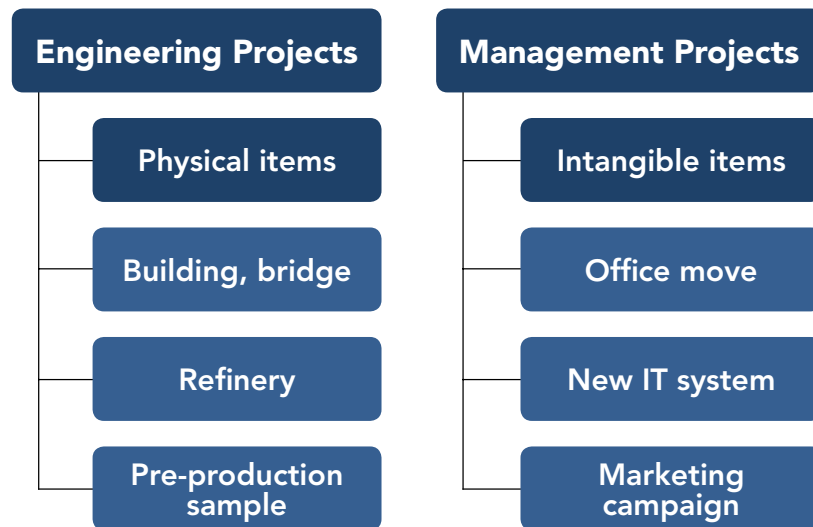 Engineering Projects
Physical items
Building, bridge
Refinery
Pre-production
sample
Management Projects
Intangible items
Office move
New IT system
Marketing
campaign